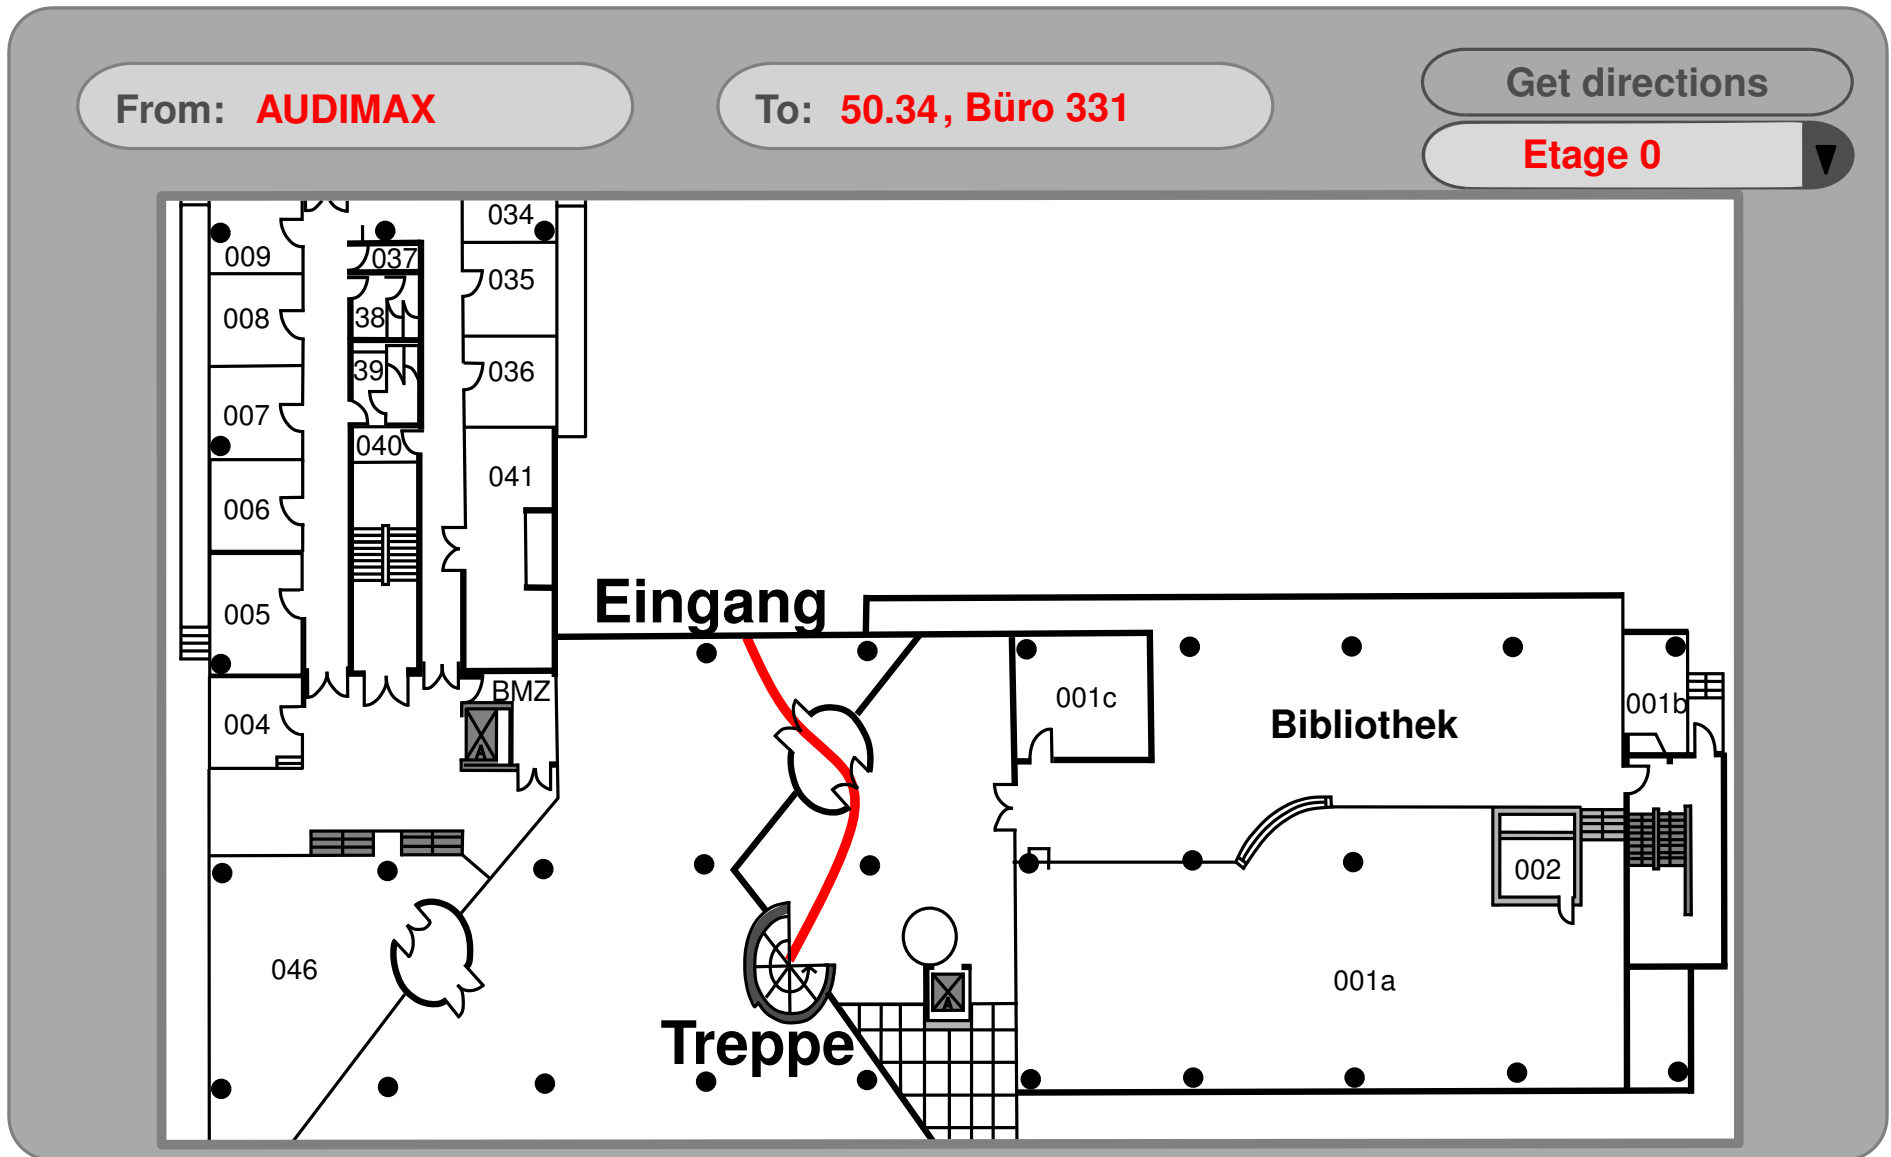 From: AUDIMAX
To: 50.34, Büro 331
Get directions
Etage 0
034
009
037
035
008
38
036
39
007
040
041
006
Eingang
005
BMZ
001c
001b
004
Bibliothek
A
002
046
001a
A
Treppe